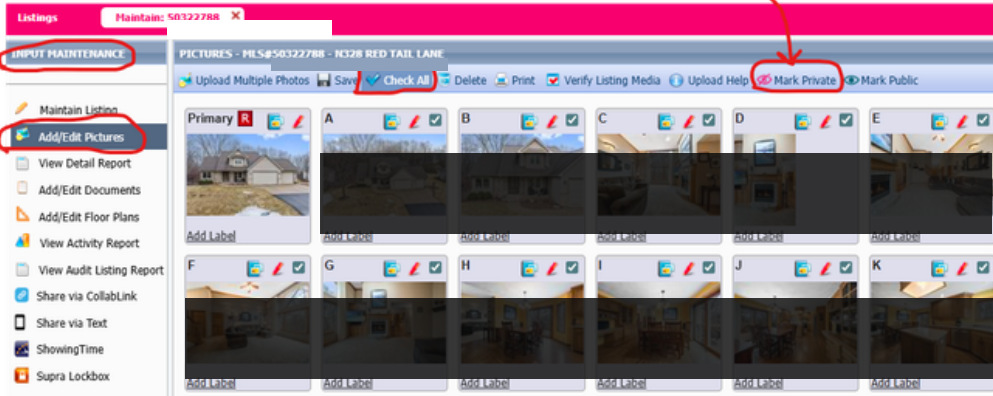 Listings Maintain: 50322788 X
INPUT MAINTENANCE
PICTURES - MLS#50322788 - N328 RED TAIL LANE
Upload Multiple Photos Save Check All Delete Print Verify Listing Media Upload Help Mark Private Mark Public
Maintain Listing
Add/Edit Pictures
View Detail Report
Add/Edit Documents
Add/Edit Floor Plans
View Activity Report
View Audit Listing Report
Share via CollabLink
Share via Text
ShowingTime
Supra Lockbox
Primary R A B C D E
Add Label Add Label Add Label Add Label Add Label Add Label
F G H I J K
Add Label Add Label Add Label Add Label Add Label Add Label